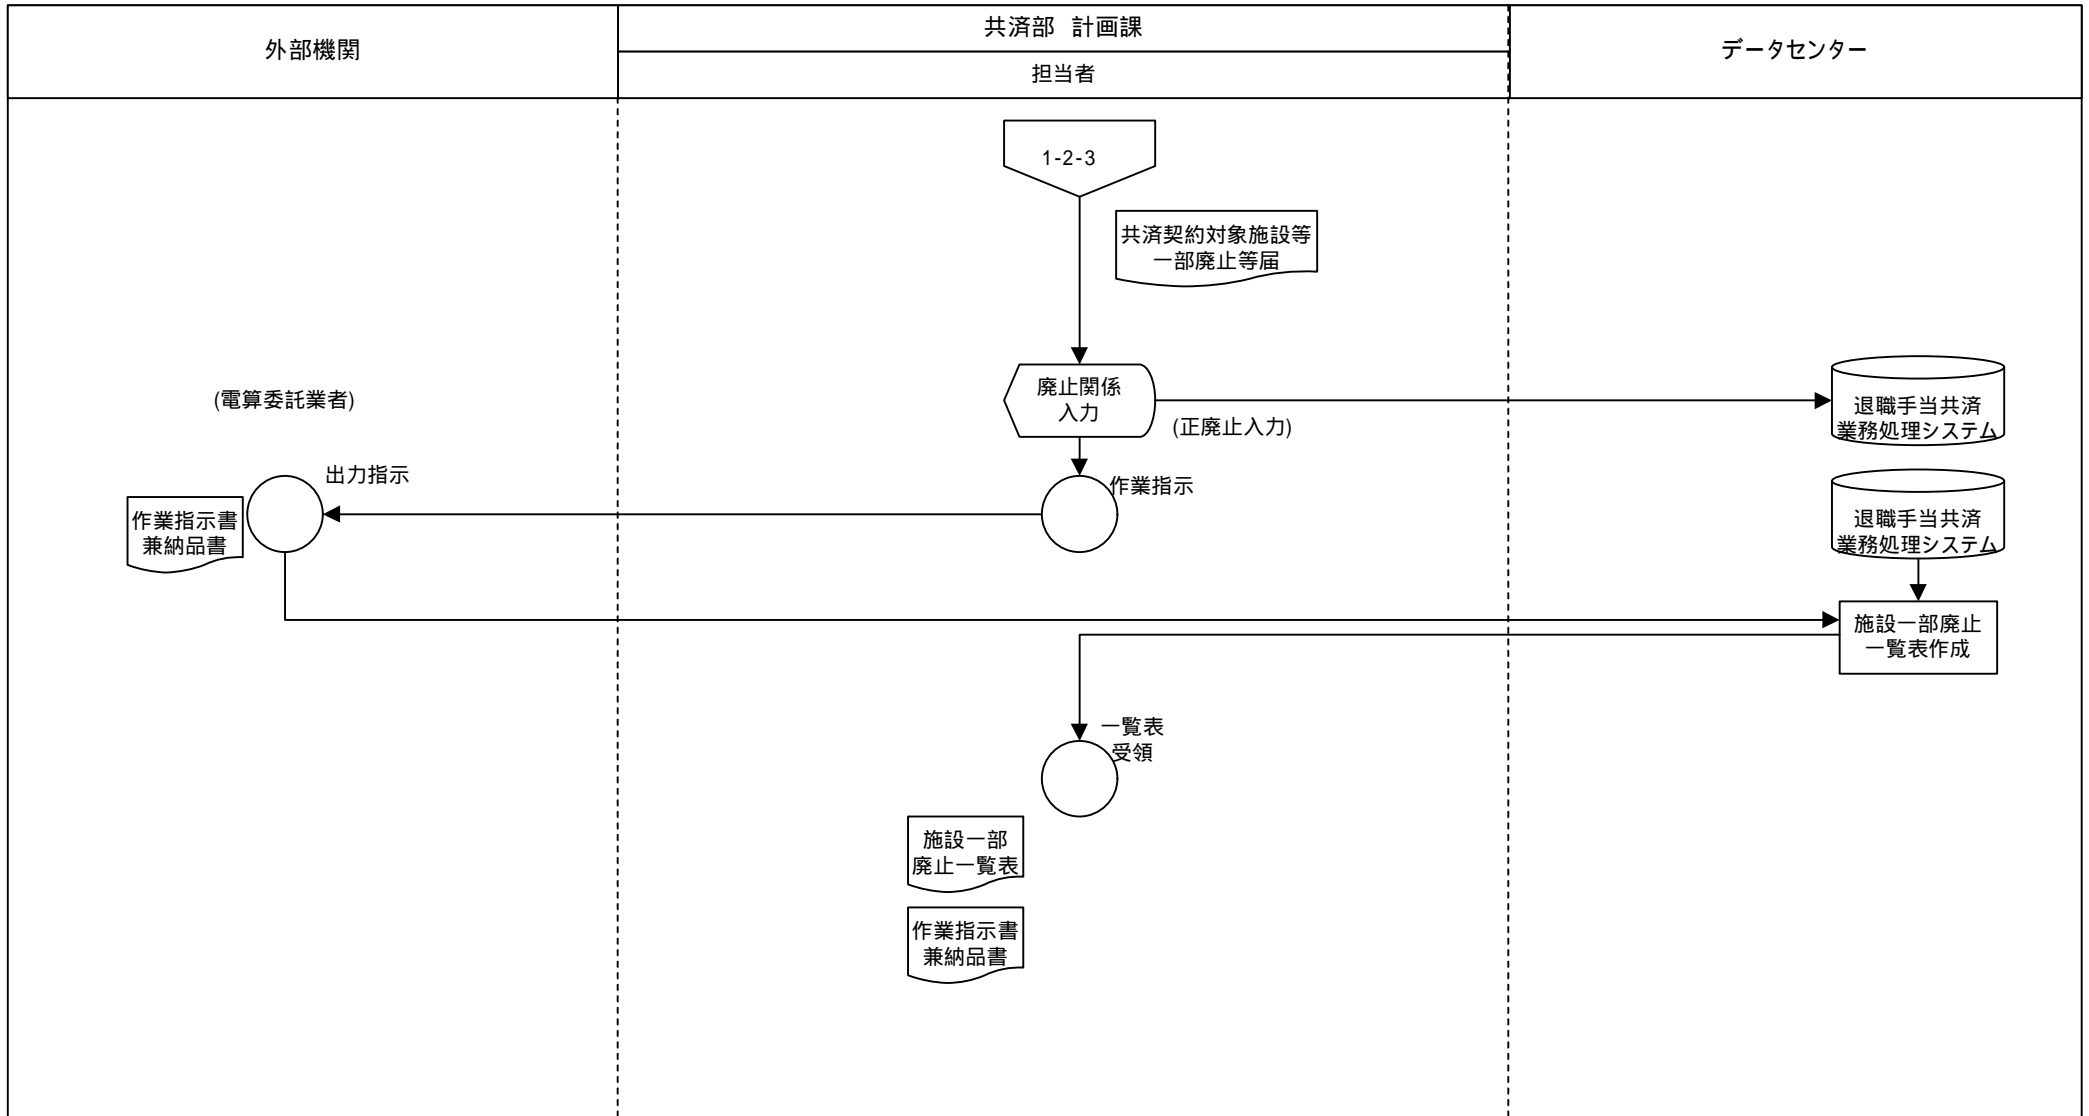 外部機関
共済部 計画課
担当者
データセンター
1-2-3
共済契約対象施設等
一部廃止等届
廃止関係
入力
(正廃止入力)
退職手当共済
業務処理システム
(電算委託業者)
出力指示
作業指示
作業指示書
兼納品書
退職手当共済
業務処理システム
施設一部廃止
一覧表作成
一覧表
受領
施設一部
廃止一覧表
作業指示書
兼納品書